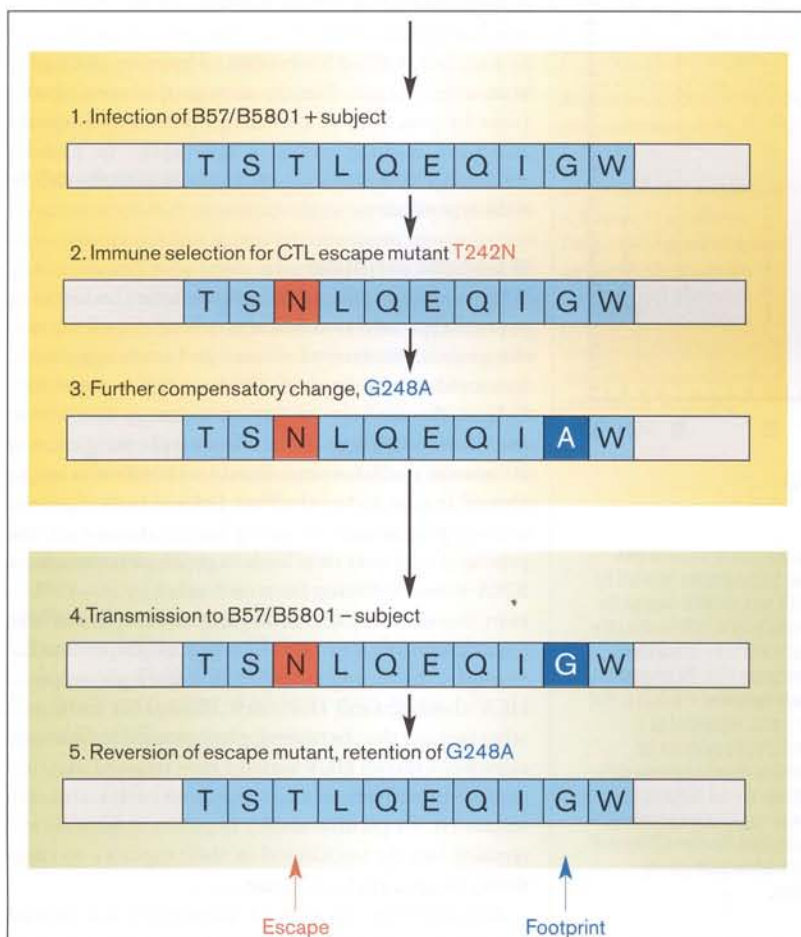 1. Infection of B57/B5801 + subject
T S T L Q E Q I G W
2. Immune selection for CTL escape mutant T242N
T S N L Q E Q I G W
3. Further compensatory change, G248A
T S N L Q E Q I A W
4.Transmission to B57/B5801 – subject
T S N L Q E Q I G W
5. Reversion of escape mutant, retention of G248A
T S T L Q E Q I G W
Escape Footprint